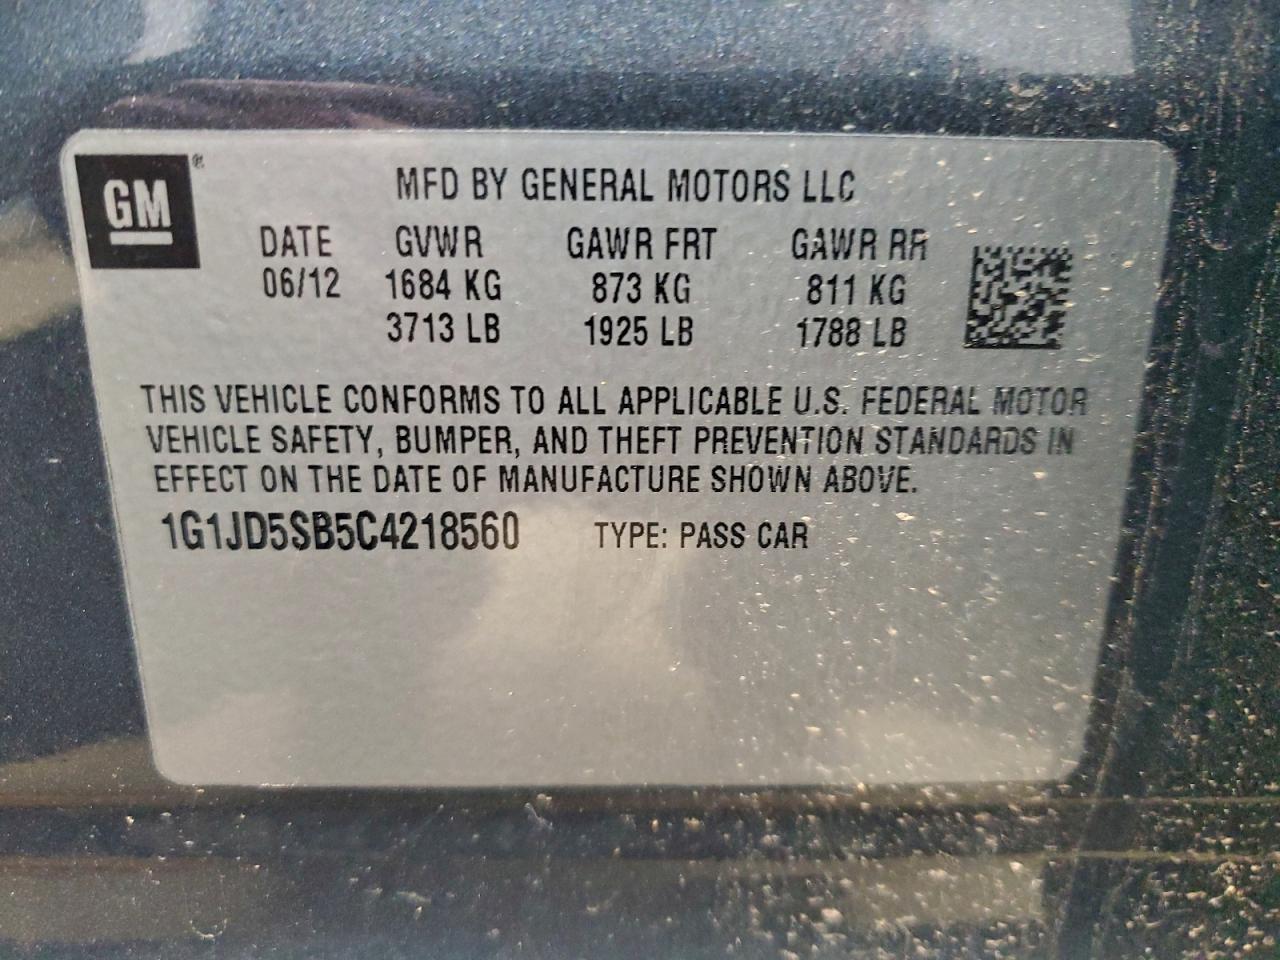 GM®
MFD BY GENERAL MOTORS LLC
DATE GVWR GAWR FRT GAWR RR
06/12 1684 KG 873 KG 811 KG
3713 LB 1925 LB 1788 LB
THIS VEHICLE CONFORMS TO ALL APPLICABLE U.S. FEDERAL MOTOR
VEHICLE SAFETY, BUMPER, AND THEFT PREVENTION STANDARDS IN
EFFECT ON THE DATE OF MANUFACTURE SHOWN ABOVE.
1G1JD5SB5C4218560 TYPE: PASS CAR